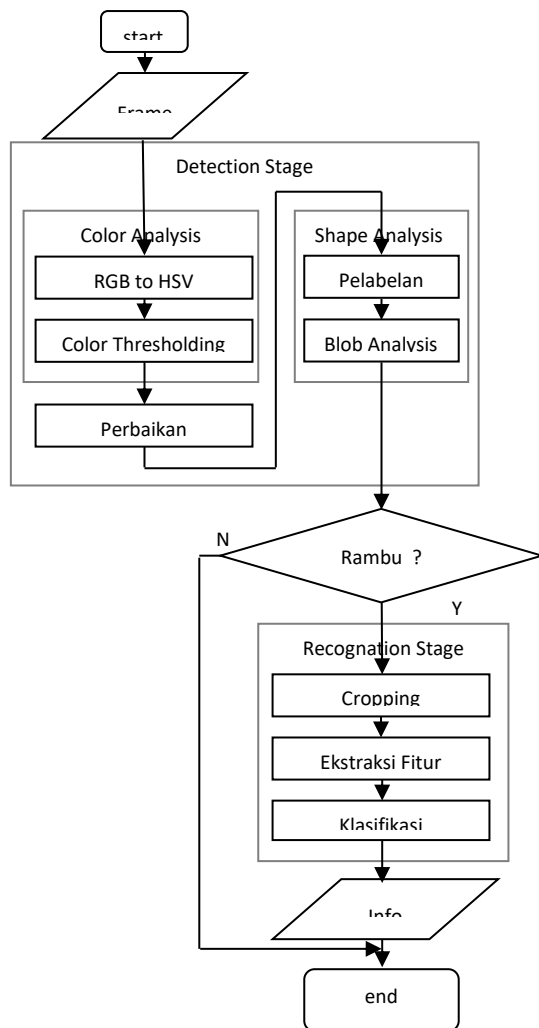 start
Frame
Detection Stage
Color Analysis
RGB to HSV
Color Thresholding
Perbaikan
Shape Analysis
Pelabelan
Blob Analysis
Rambu ?
N
Y
Recognation Stage
Cropping
Ekstraksi Fitur
Klasifikasi
Info
end